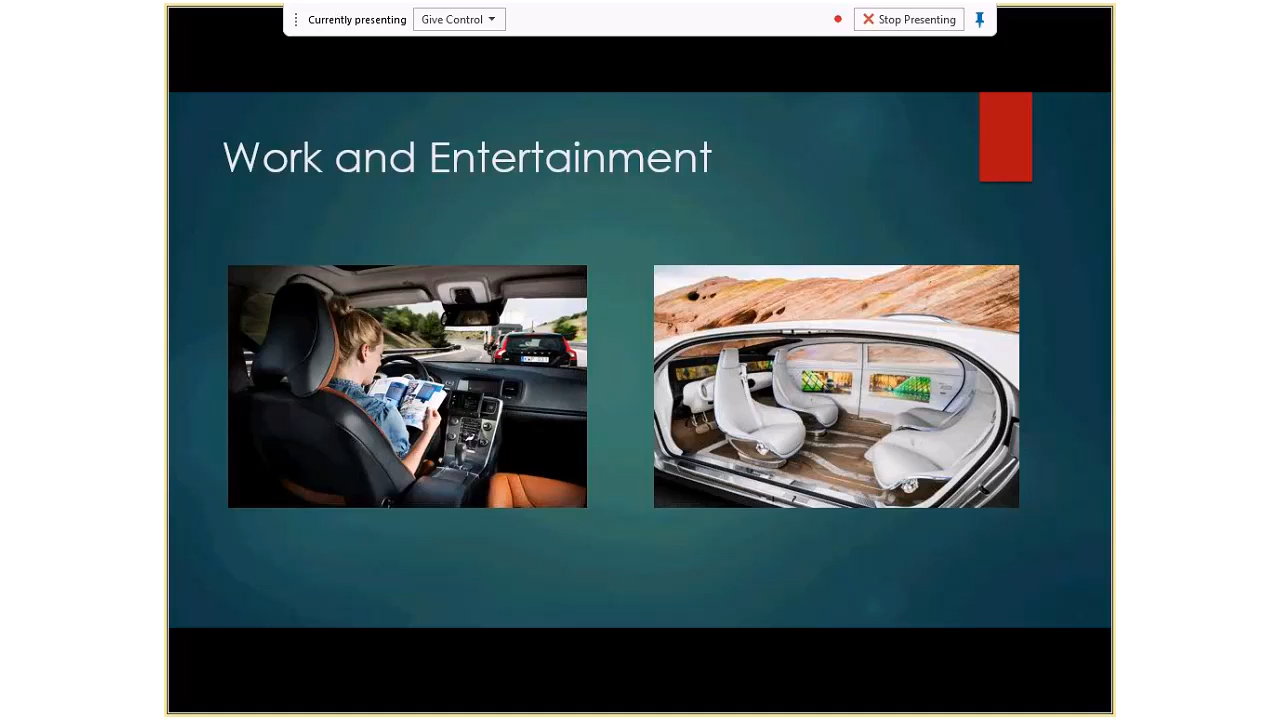 Currently presenting Give Control Stop Presenting
Work and Entertainment